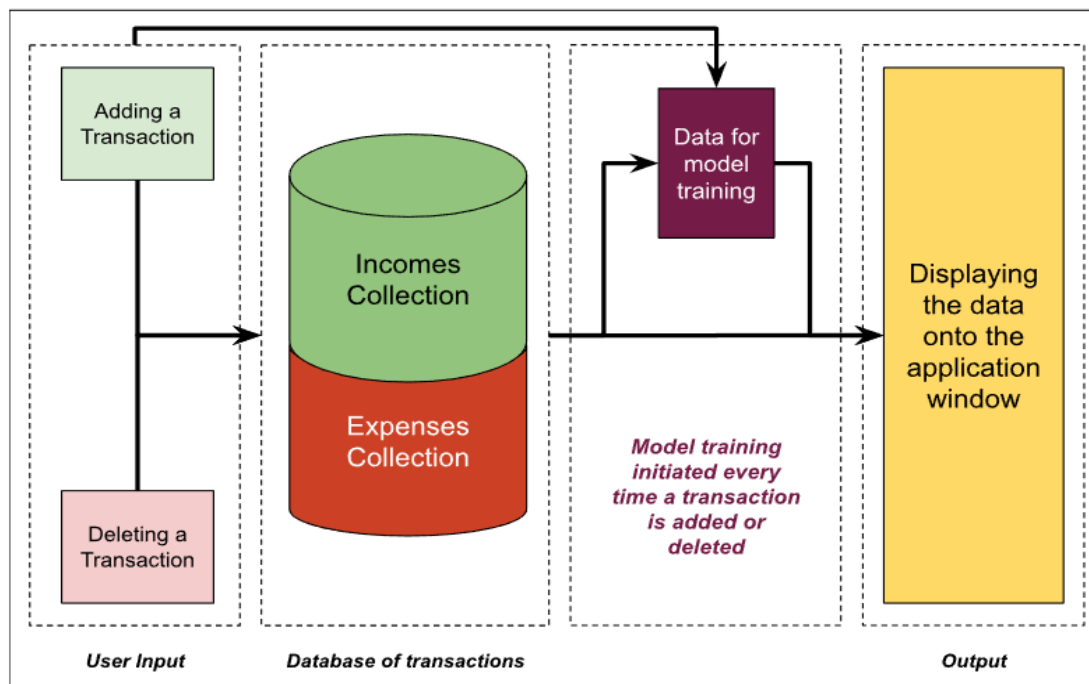 Adding a
Transaction
Deleting a
Transaction
User Input
Incomes
Collection
Expenses
Collection
Database of transactions
Data for
model
training
Model training
initiated every
time a transaction
is added or
deleted
Displaying
the data
onto the
application
window
Output